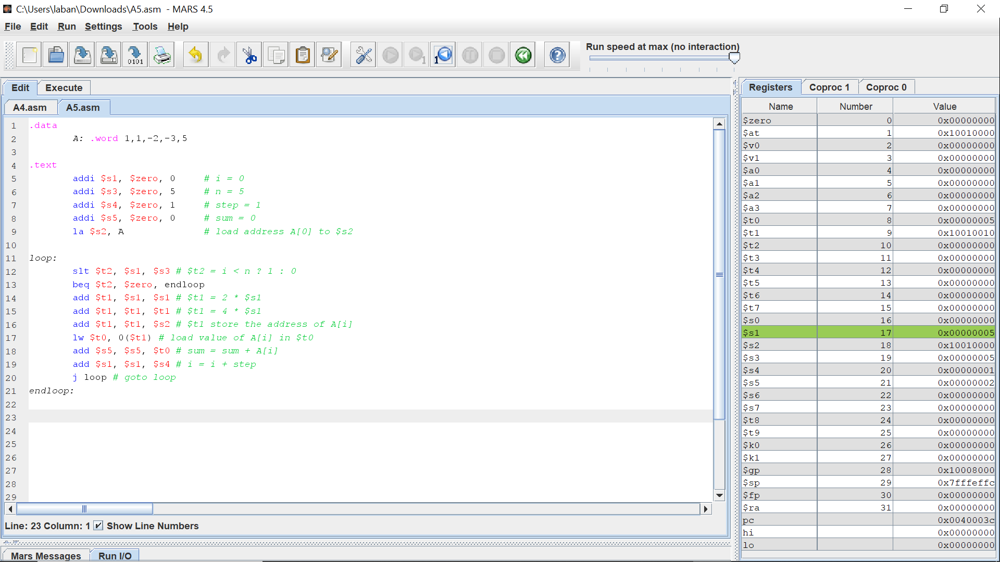 C:\Users\laban\Downloads\A5.asm - MARS 4.5
File Edit Run Settings Tools Help
0101 1 1 Run speed at max (no interaction)
Edit Execute
A4.asm A5.asm
1 .data
2 A: .word 1,1,-2,-3,5
3
4 .text
5 addi $s1, $zero, 0 # i = 0
6 addi $s3, $zero, 5 # n = 5
7 addi $s4, $zero, 1 # step = 1
8 addi $s5, $zero, 0 # sum = 0
9 la $s2, A # load address A[0] to $s2
10
11 loop:
12 slt $t2, $s1, $s3 # $t2 = i < n ? 1 : 0
13 beq $t2, $zero, endloop
14 add $t1, $s1, $s1 # $t1 = 2 * $s1
15 add $t1, $t1, $t1 # $t1 = 4 * $s1
16 add $t1, $t1, $s2 # $t1 store the address of A[i]
17 lw $t0, 0($t1) # load value of A[i] in $t0
18 add $s5, $s5, $t0 # sum = sum + A[i]
19 add $s1, $s1, $s4 # i = i + step
20 j loop # goto loop
21 endloop:
22
23
24
25
26
27
28
29
Line: 23 Column: 1 Show Line Numbers
Mars Messages Run I/O
Registers Coproc 1 Coproc 0
Name Number Value
$zero 0 0x00000000
$at 1 0x10010000
$v0 2 0x00000000
$v1 3 0x00000000
$a0 4 0x00000000
$a1 5 0x00000000
$a2 6 0x00000000
$a3 7 0x00000000
$t0 8 0x00000005
$t1 9 0x10010010
$t2 10 0x00000000
$t3 11 0x00000000
$t4 12 0x00000000
$t5 13 0x00000000
$t6 14 0x00000000
$t7 15 0x00000000
$s0 16 0x00000000
$s1 17 0x00000005
$s2 18 0x10010000
$s3 19 0x00000005
$s4 20 0x00000001
$s5 21 0x00000002
$s6 22 0x00000000
$s7 23 0x00000000
$t8 24 0x00000000
$t9 25 0x00000000
$k0 26 0x00000000
$k1 27 0x00000000
$gp 28 0x10008000
$sp 29 0x7fffeffc
$fp 30 0x00000000
$ra 31 0x00000000
pc 0x0040003c
hi 0x00000000
lo 0x00000000